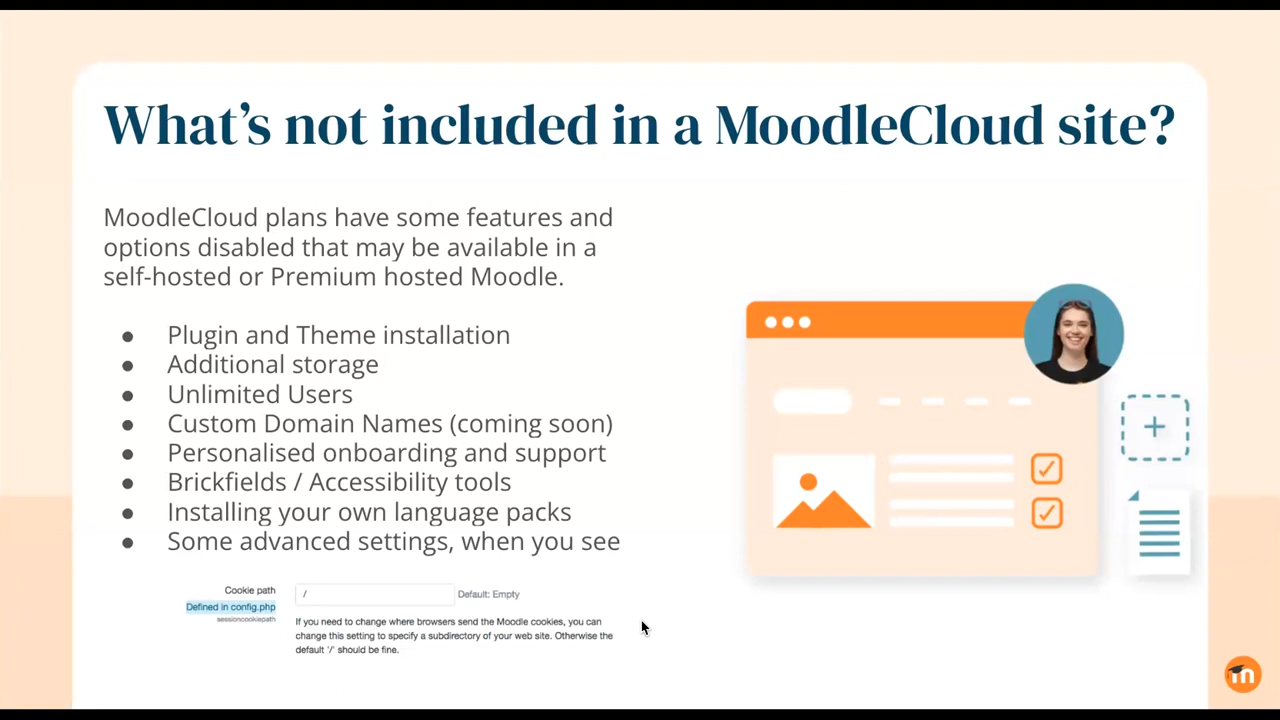 What's not included in a MoodleCloud site?
MoodleCloud plans have some features and
options disabled that may be available in a
self-hosted or Premium hosted Moodle.
● Plugin and Theme installation
● Additional storage
● Unlimited Users
● Custom Domain Names (coming soon)
● Personalised onboarding and support
● Brickfields / Accessibility tools
● Installing your own language packs
● Some advanced settings, when you see
Cookie path
Defined in config.php
sessioncookiepath
/ Default: Empty
If you need to change where browsers send the Moodle cookies, you can
change this setting to specify a subdirectory of your web site. Otherwise the
default '/' should be fine.
m